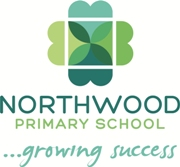 NORTHWOOD
PRIMARY SCHOOL
...growing success